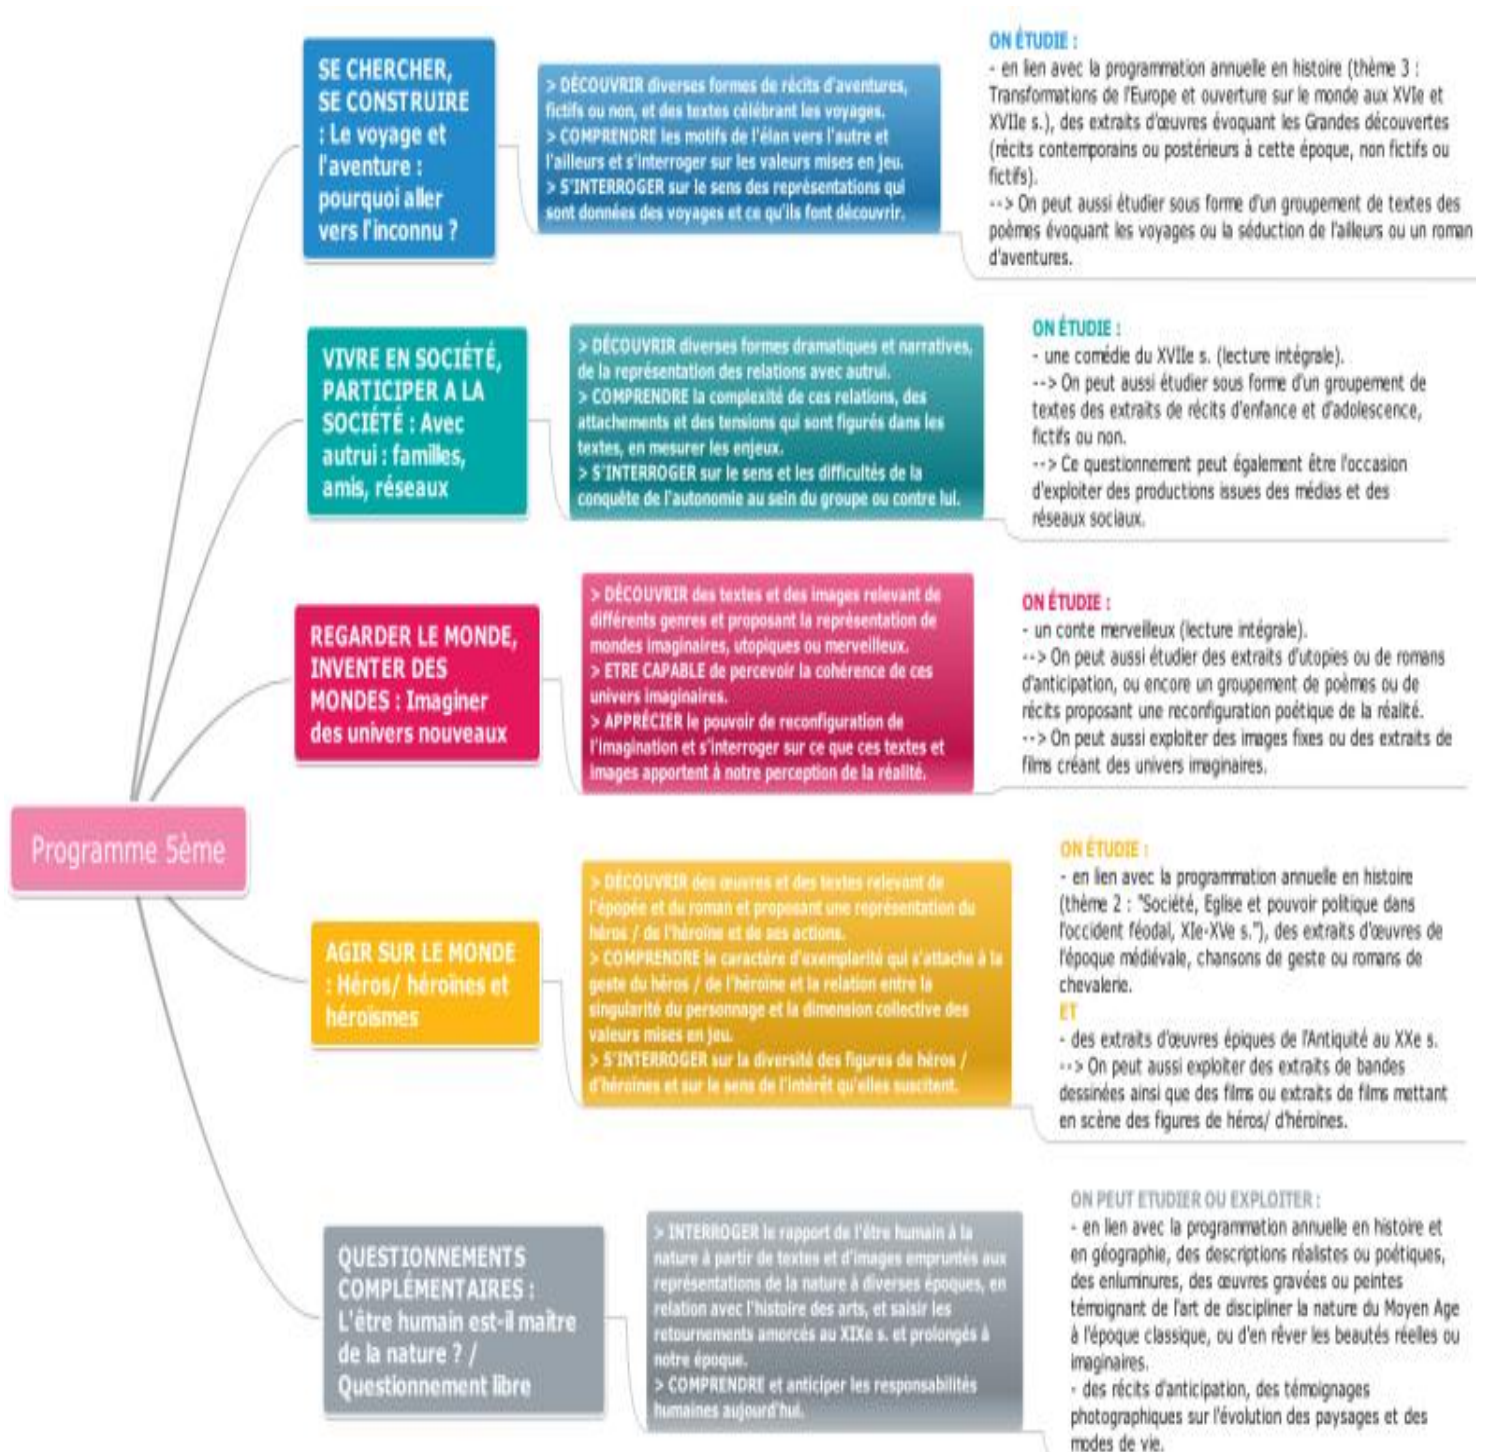 SE CHERCHER,
SE CONSTRUIRE
: Le voyage et
l'aventure :
pourquoi aller
vers l'inconnu ?
> DÉCOUVRIR diverses formes de récits d'aventures,
fictifs ou non, et des textes célébrant les voyages.
> COMPRENDRE les motifs de l'élan vers l'autre et
l'ailleurs et s'interroger sur les valeurs mises en jeu.
> S'INTERROGER sur le sens des représentations qui
sont données des voyages et ce qu'ils font découvrir.
ON ÉTUDIE :
- en lien avec la programmation annuelle en histoire (thème 3 :
Transformations de l'Europe et ouverture sur le monde aux XVIe et
XVIIe s.), des extraits d'œuvres évoquant les Grandes découvertes
(récits contemporains ou postérieurs à cette époque, non fictifs ou
fictifs).
--> On peut aussi étudier sous forme d'un groupement de textes des
poèmes évoquant les voyages ou la séduction de l'ailleurs ou un roman
d'aventures.
VIVRE EN SOCIÉTÉ,
PARTICIPER A LA
SOCIÉTÉ : Avec
autrui : familles,
amis, réseaux
> DÉCOUVRIR diverses formes dramatiques et narratives,
de la représentation des relations avec autrui.
> COMPRENDRE la complexité de ces relations, des
attachements et des tensions qui sont figurés dans les
textes, en mesurer les enjeux.
> S'INTERROGER sur le sens et les difficultés de la
conquête de l'autonomie au sein du groupe ou contre lui.
ON ÉTUDIE :
- une comédie du XVIIe s. (lecture intégrale).
--> On peut aussi étudier sous forme d'un groupement de
textes des extraits de récits d'enfance et d'adolescence,
fictifs ou non.
--> Ce questionnement peut également être l'occasion
d'exploiter des productions issues des médias et des
réseaux sociaux.
REGARDER LE MONDE,
INVENTER DES
MONDES : Imaginer
des univers nouveaux
> DÉCOUVRIR des textes et des images relevant de
différents genres et proposant la représentation de
mondes imaginaires, utopiques ou merveilleux.
> ETRE CAPABLE de percevoir la cohérence de ces
univers imaginaires.
> APPRÉCIER le pouvoir de reconfiguration de
l'imagination et s'interroger sur ce que ces textes et
images apportent à notre perception de la réalité.
ON ÉTUDIE :
- un conte merveilleux (lecture intégrale).
--> On peut aussi étudier des extraits d'utopies ou de romans
d'anticipation, ou encore un groupement de poèmes ou de
récits proposant une reconfiguration poétique de la réalité.
--> On peut aussi exploiter des images fixes ou des extraits de
films créant des univers imaginaires.
Programme 5ème
AGIR SUR LE MONDE
: Héros/ héroïnes et
héroïsmes
> DÉCOUVRIR des œuvres et des textes relevant de
l'épopée et du roman et proposant une représentation du
héros / de l'héroïne et de ses actions.
> COMPRENDRE le caractère d'exemplarité qui s'attache à la
geste du héros / de l'héroïne et la relation entre la
singularité du personnage et la dimension collective des
valeurs mises en jeu.
> S'INTERROGER sur la diversité des figures de héros /
d'héroïnes et sur le sens de l'intérêt qu'elles suscitent.
ON ÉTUDIE :
- en lien avec la programmation annuelle en histoire
(thème 2 : "Société, Eglise et pouvoir politique dans
l'occident féodal, XIe-XVe s."), des extraits d'œuvres de
l'époque médiévale, chansons de geste ou romans de
chevalerie.
ET
- des extraits d'œuvres épiques de l'Antiquité au XXe s.
--> On peut aussi exploiter des extraits de bandes
dessinées ainsi que des films ou extraits de films mettant
en scène des figures de héros/ d'héroïnes.
QUESTIONNEMENTS
COMPLÉMENTAIRES :
L'être humain est-il maître
de la nature ? /
Questionnement libre
> INTERROGER le rapport de l'être humain à la
nature à partir de textes et d'images empruntés aux
représentations de la nature à diverses époques, en
relation avec l'histoire des arts, et saisir les
retournements amorcés au XIXe s. et prolongés à
notre époque.
> COMPRENDRE et anticiper les responsabilités
humaines aujourd'hui.
ON PEUT ETUDIER OU EXPLOITER :
- en lien avec la programmation annuelle en histoire et
en géographie, des descriptions réalistes ou poétiques,
des enluminures, des œuvres gravées ou peintes
témoignant de l'art de discipliner la nature du Moyen Age
à l'époque classique, ou d'en rêver les beautés réelles ou
imaginaires.
- des récits d'anticipation, des témoignages
photographiques sur l'évolution des paysages et des
modes de vie.